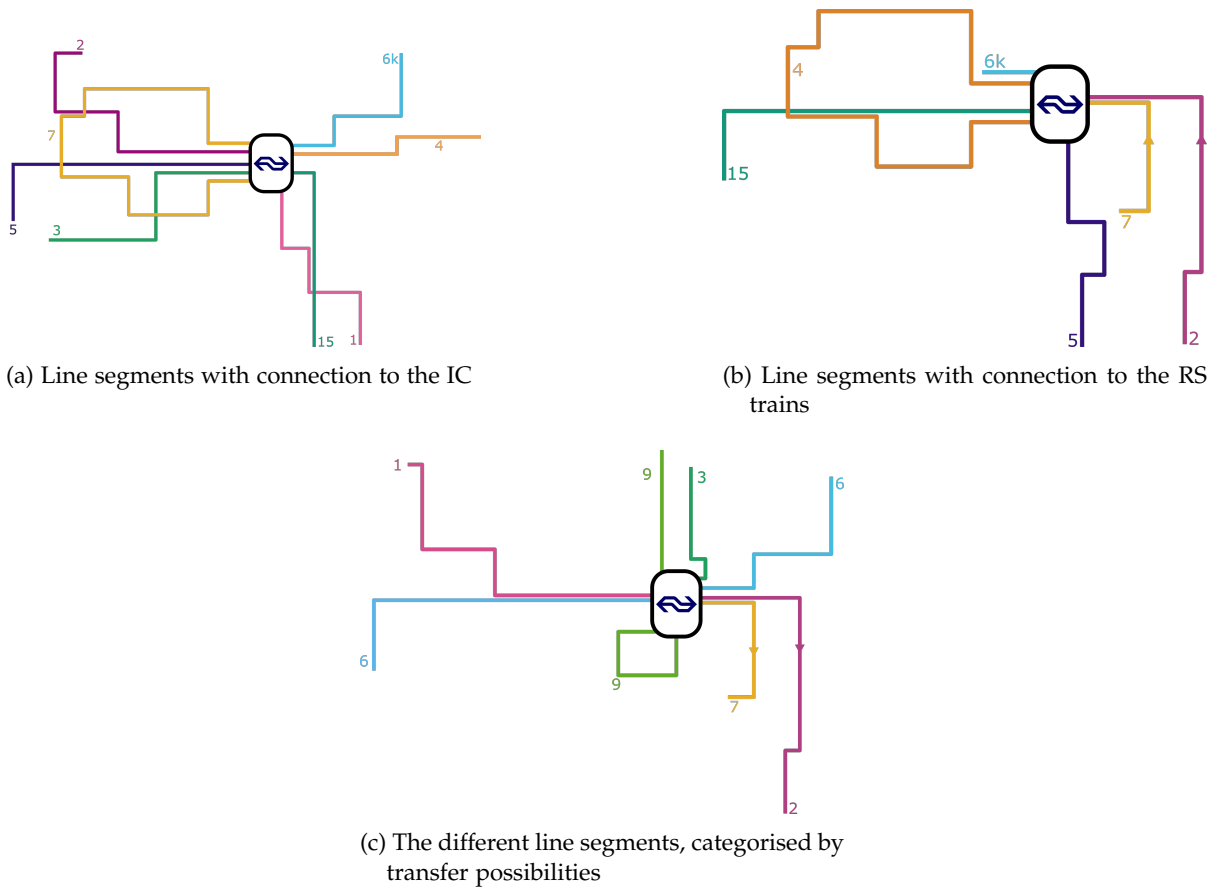 2
6k
7
4
5
3
15
1
(a) Line segments with connection to the IC
6k
4
15
7
5
2
(b) Line segments with connection to the RS
trains
1
9
3
6
6
9
7
2
(c) The different line segments, categorised by
transfer possibilities